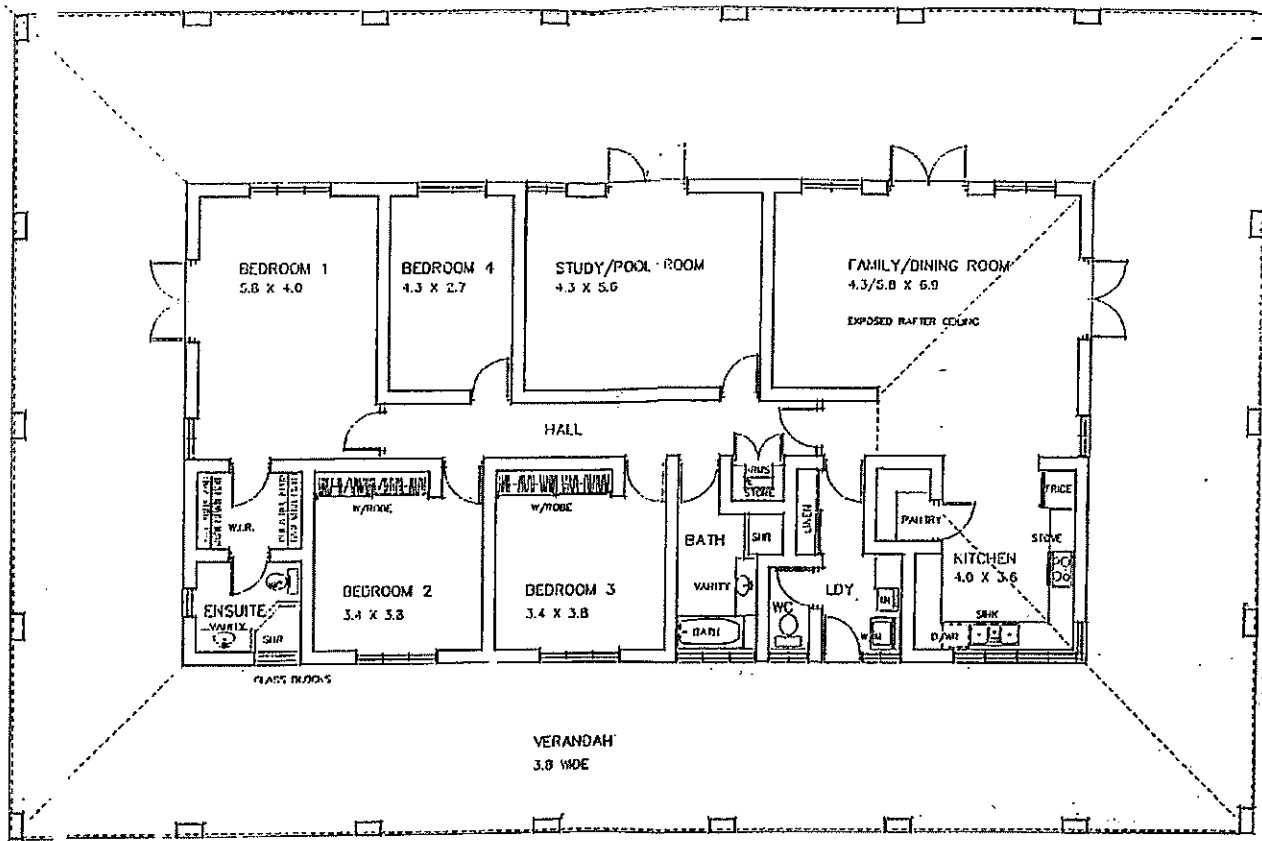 BEDROOM 1
5.8 X 4.0
BEDROOM 4
4.3 X 2.7
STUDY/POOL ROOM
4.3 X 5.6
FAMILY/DINING ROOM
4.3/5.8 X 6.9
EXPOSED RAFTER CEILING
HALL
W.I.R.
W/ROBE
W/ROBE
STORE
LINEN
PANTRY
FRIGE
STOVE
BATH
SHR
KITCHEN
4.0 X 3.6
ENSUITE
VANITY
SHR
BEDROOM 2
3.4 X 3.8
BEDROOM 3
3.4 X 3.8
VANITY
BATH
WC
LDY
W/M
SINK
D/WR
GLASS BLOCKS
VERANDAH
3.8 WIDE